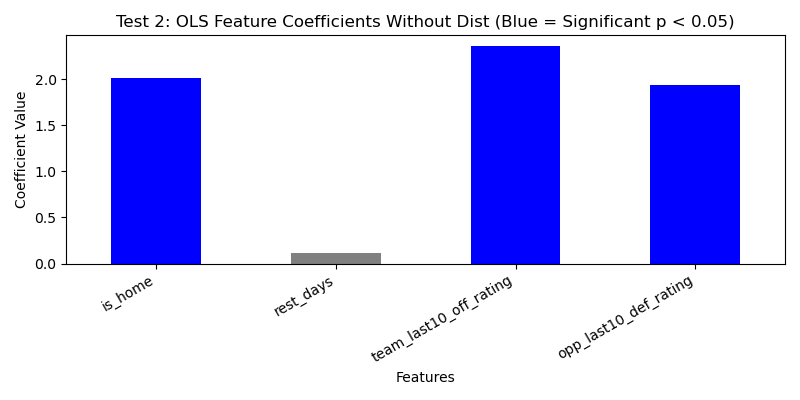 Test 2: OLS Feature Coefficients Without Dist (Blue = Significant p < 0.05)
Coefficient Value
2.0
1.5
1.0
0.5
0.0
is_home
rest_days
team_last10_off_rating
opp_last10_def_rating
Features